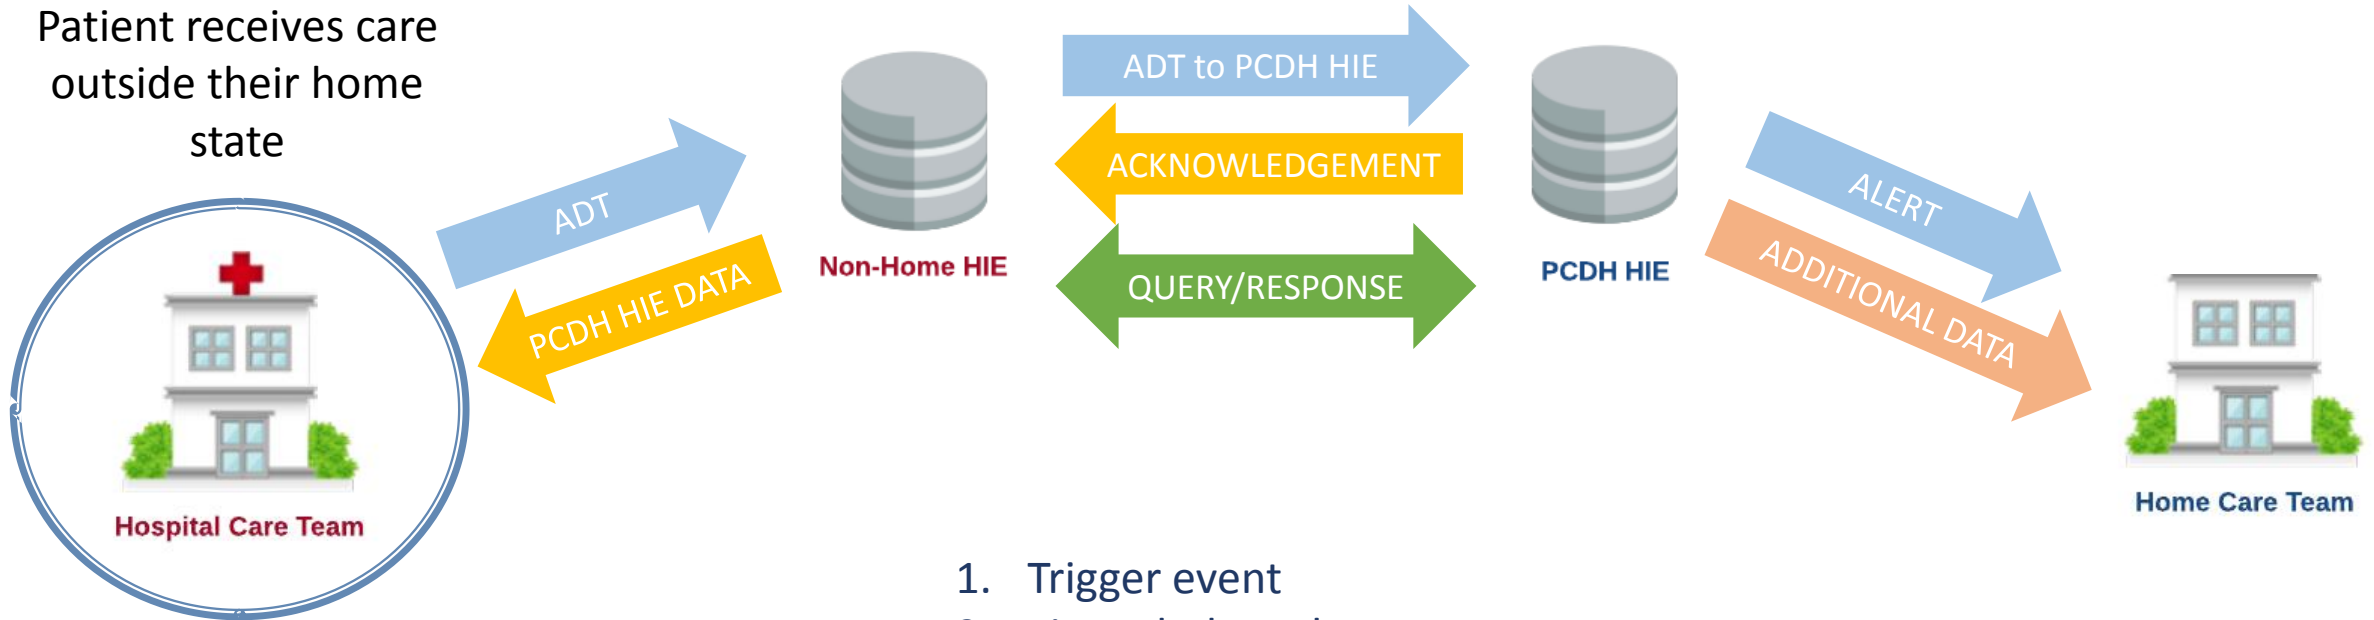 Patient receives care
outside their home
state
ADT
PCDH HIE DATA
Hospital Care Team
Non-Home HIE
ADT to PCDH HIE
ACKNOWLEDGEMENT
QUERY/RESPONSE
PCDH HIE
ALERT
ADDITIONAL DATA
Home Care Team
1. Trigger event